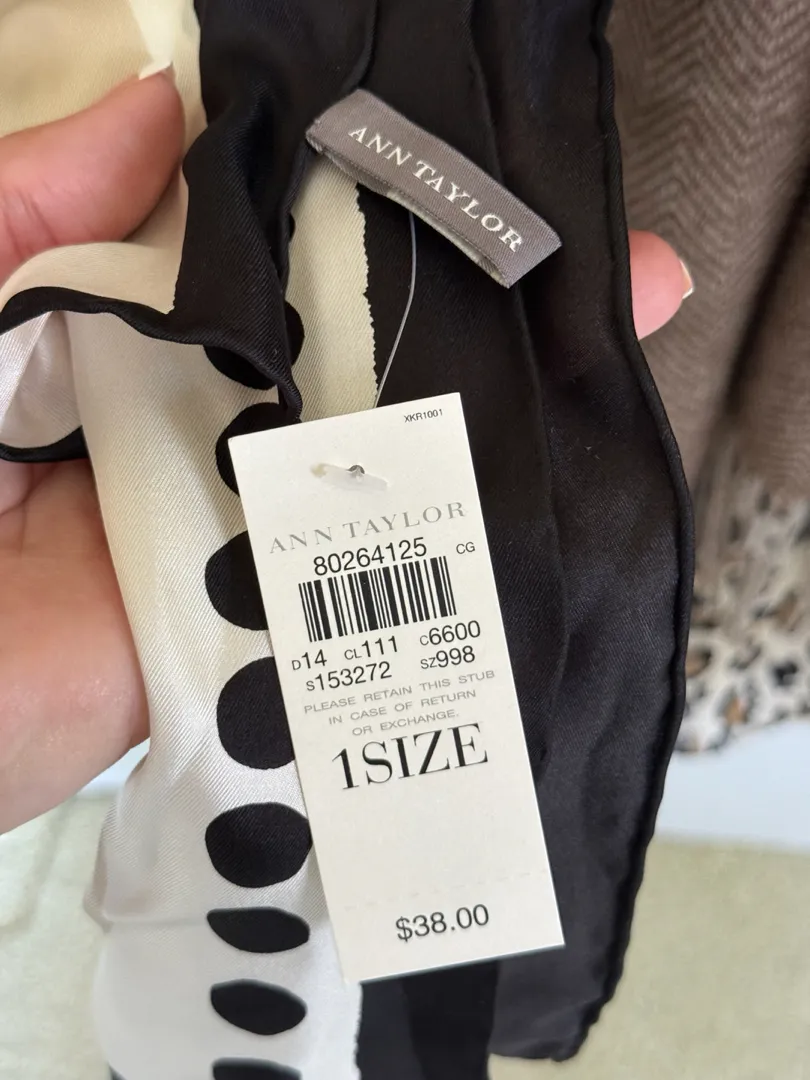 ANN TAYLOR
XKR1001
ANN TAYLOR
80264125 CG
D14 CL111 C6600
S153272 SZ998
PLEASE RETAIN THIS STUB
IN CASE OF RETURN
OR EXCHANGE.
1SIZE
$38.00